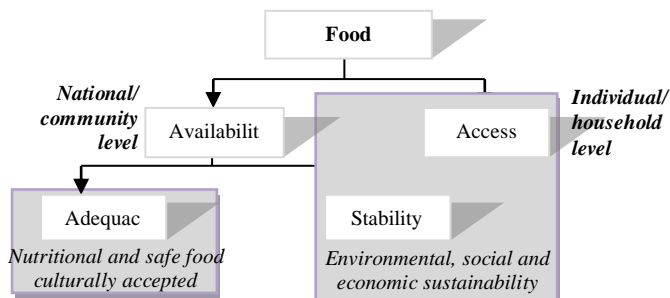 Food
National/
community
level
Availabilit
Access
Individual/
household
level
Adequac
Stability
Nutritional and safe food
culturally accepted
Environmental, social and
economic sustainability